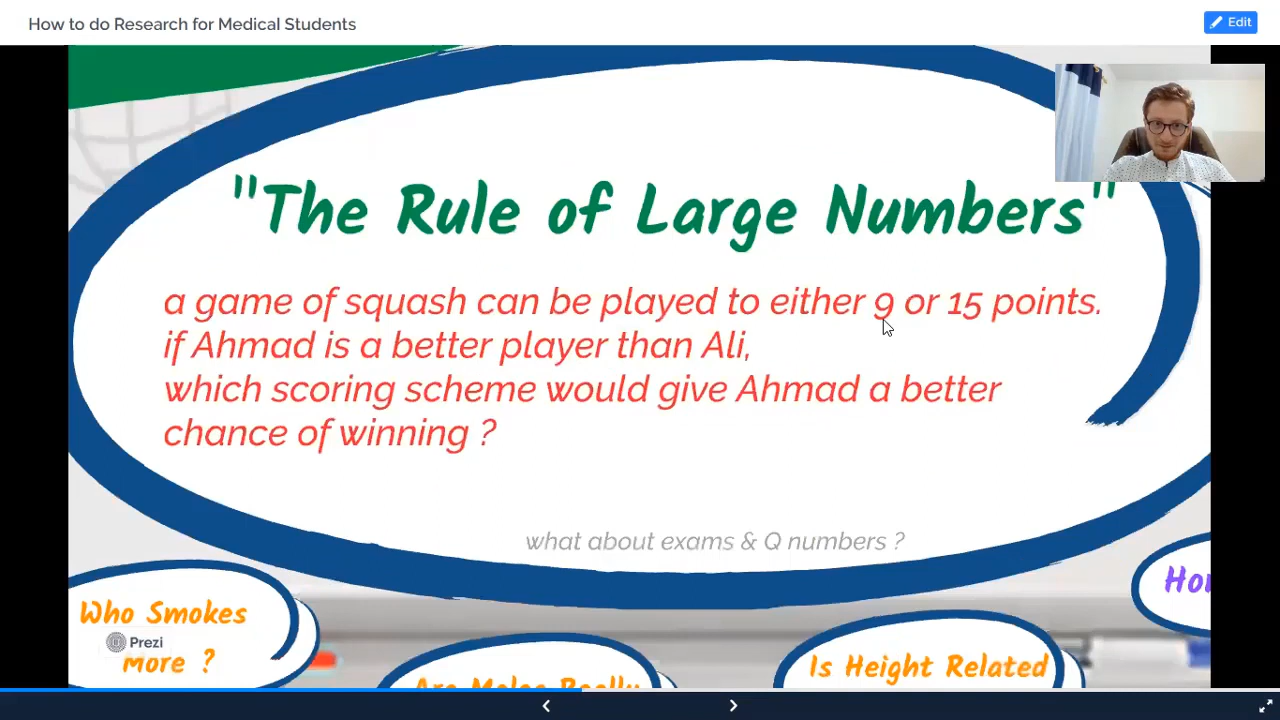 How to do Research for Medical Students
Edit
"The Rule of Large Numbers"
a game of squash can be played to either 9 or 15 points.
if Ahmad is a better player than Ali,
which scoring scheme would give Ahmad a better
chance of winning ?
what about exams & Q numbers ?
Who Smokes
more ?
Prezi
Is Height Related